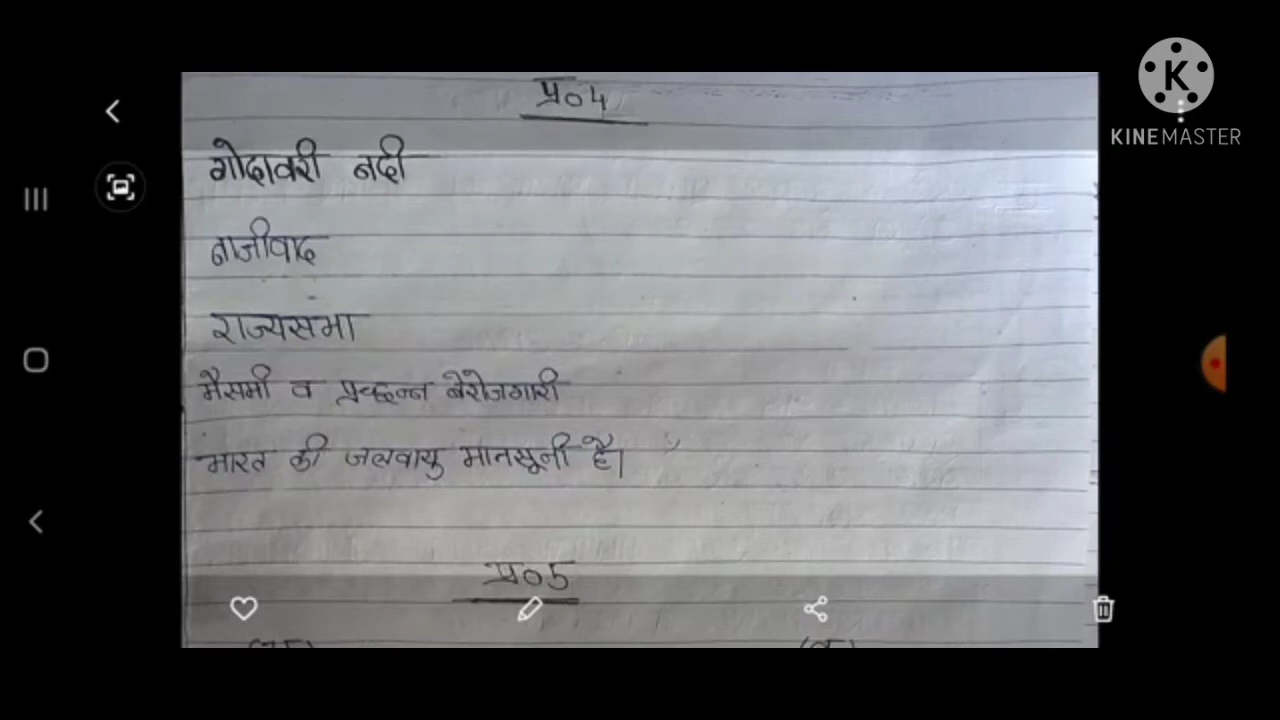 प्र०4
K
KINEMASTER
गोदावरी नदी
नाजीवाद
राज्यसभा
मौसमी व प्रच्छन्न बेरोजगारी
भारत की जलवायु मानसूनी है।
प्र०5